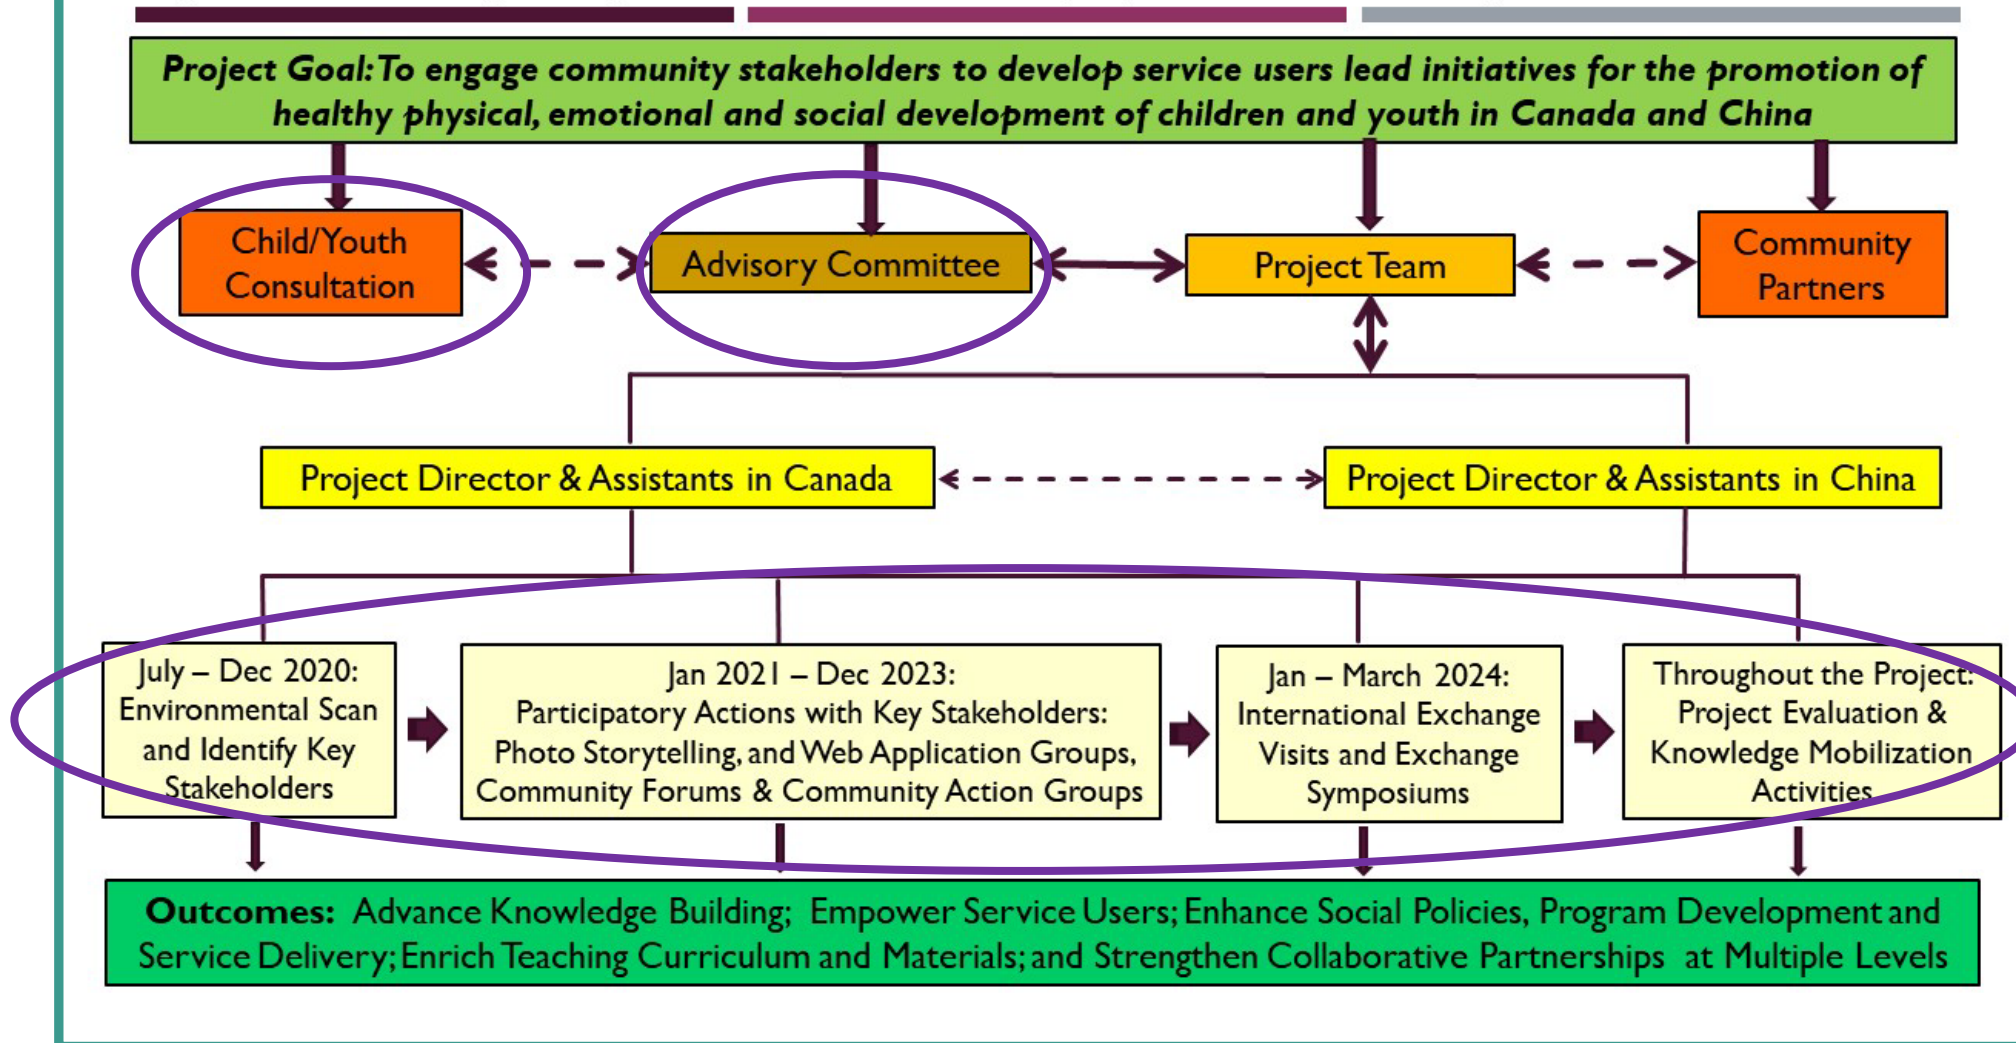 Project Goal: To engage community stakeholders to develop service users lead initiatives for the promotion of
healthy physical, emotional and social development of children and youth in Canada and China
Child/Youth
Consultation
Advisory Committee
Project Team
Community
Partners
Project Director & Assistants in Canada
Project Director & Assistants in China
July – Dec 2020:
Environmental Scan
and Identify Key
Stakeholders
Jan 2021 – Dec 2023:
Participatory Actions with Key Stakeholders:
Photo Storytelling, and Web Application Groups,
Community Forums & Community Action Groups
Jan – March 2024:
International Exchange
Visits and Exchange
Symposiums
Throughout the Project:
Project Evaluation &
Knowledge Mobilization
Activities
Outcomes: Advance Knowledge Building; Empower Service Users; Enhance Social Policies, Program Development and
Service Delivery; Enrich Teaching Curriculum and Materials; and Strengthen Collaborative Partnerships at Multiple Levels